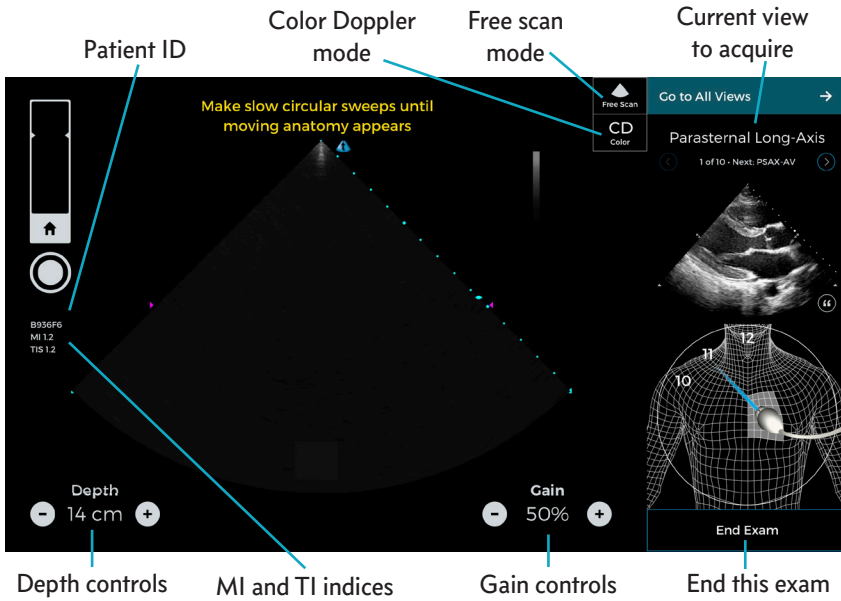 Patient ID
Color Doppler
mode
Free scan
mode
Current view
to acquire
Make slow circular sweeps until
moving anatomy appears
Free Scan
CD
Color
Go to All Views →
Parasternal Long-Axis
1 of 10 • Next: PSAX-AV
12
11
10
B936F6
MI 1.2
TIS 1.2
Depth
- 14 cm +
Gain
- 50% +
End Exam
Depth controls
MI and TI indices
Gain controls
End this exam